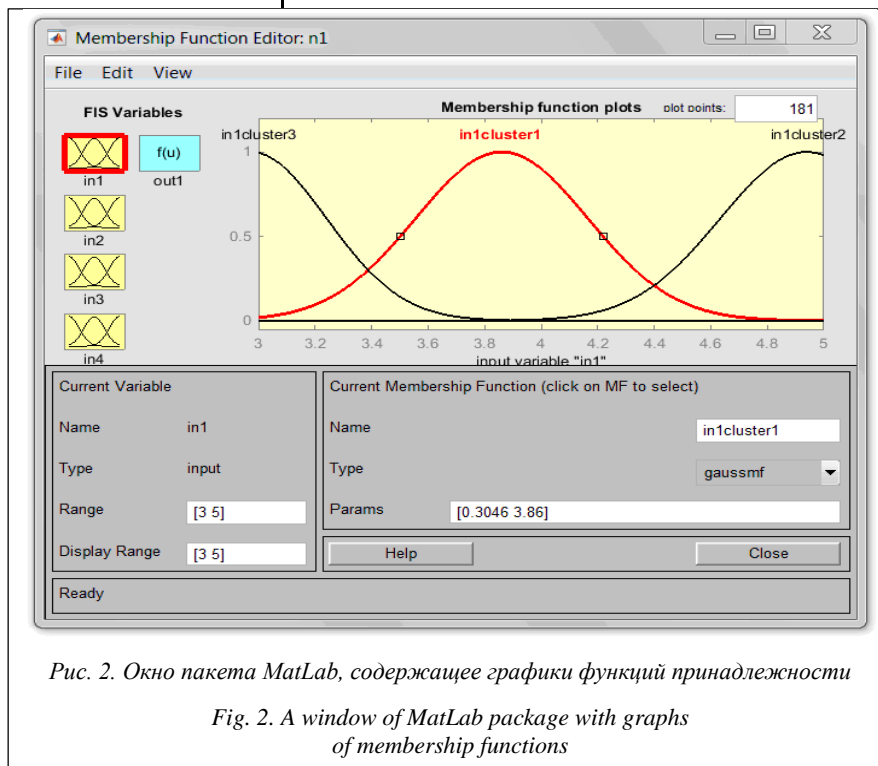 Membership Function Editor: n1
File Edit View
FIS Variables
Membership function plots
plot points:
181
f(u)
in1
out1
in2
in3
in4
in1cluster3
in1cluster1
in1cluster2
1
0.5
0
3 3.2 3.4 3.6 3.8 4 4.2 4.4 4.6 4.8 5
input variable "in1"
Current Variable
Name in1
Type input
Range [3 5]
Display Range [3 5]
Current Membership Function (click on MF to select)
Name in1cluster1
Type gaussmf
Params [0.3046 3.86]
Help Close
Ready
Рис. 2. Окно пакета MatLab, содержащее графики функций принадлежности
Fig. 2. A window of MatLab package with graphs
of membership functions